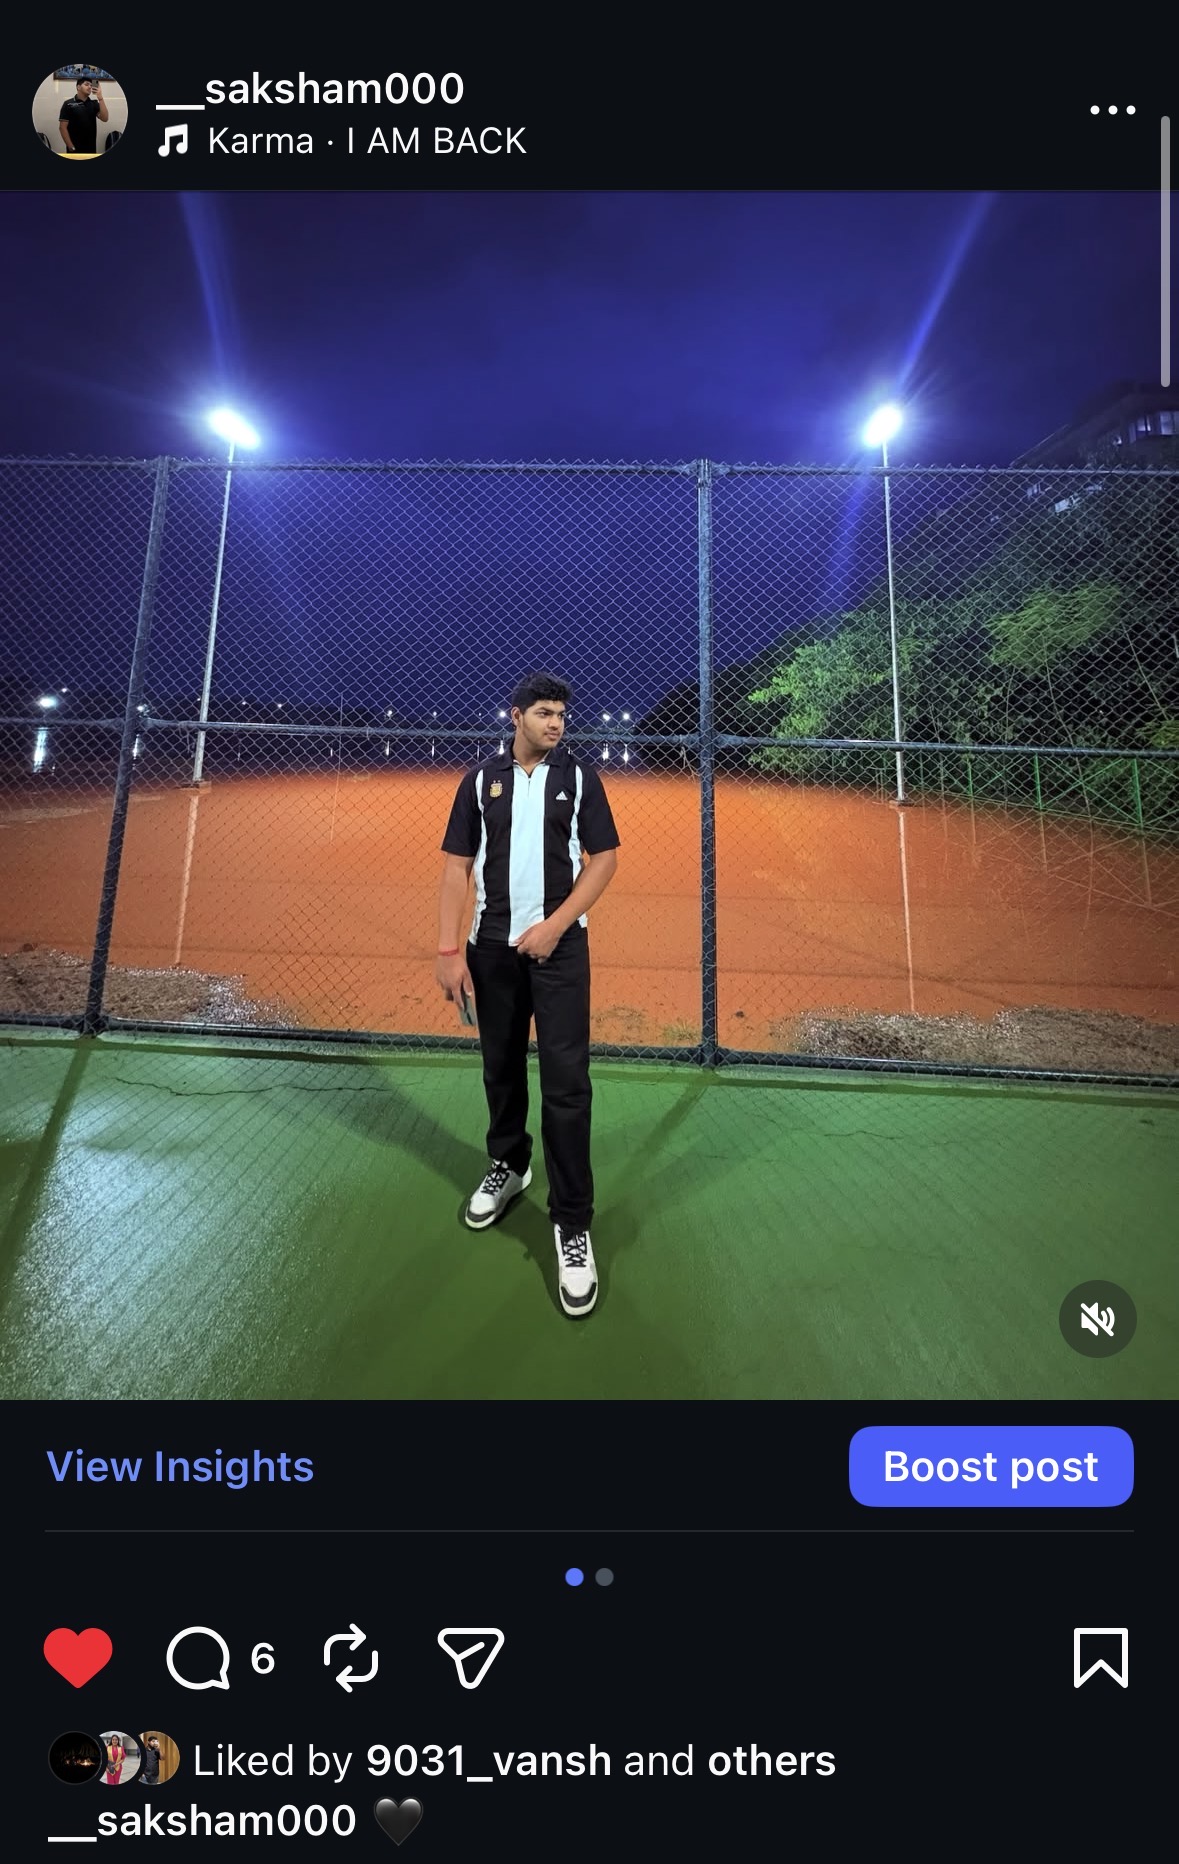 __saksham000
Karma · I AM BACK
View Insights
Boost post
6
Liked by 9031_vansh and others
__saksham000 🖤